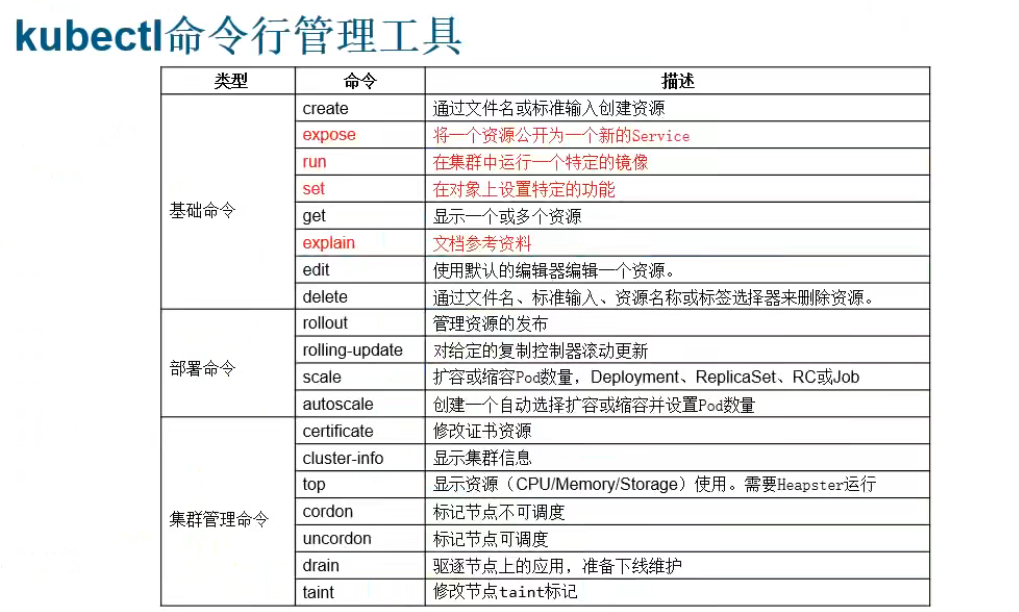 kubectl命令行管理工具
类型 命令 描述
基础命令
create 通过文件名或标准输入创建资源
expose 将一个资源公开为一个新的Service
run 在集群中运行一个特定的镜像
set 在对象上设置特定的功能
get 显示一个或多个资源
explain 文档参考资料
edit 使用默认的编辑器编辑一个资源。
delete 通过文件名、标准输入、资源名称或标签选择器来删除资源。
部署命令
rollout 管理资源的发布
rolling-update 对给定的复制控制器滚动更新
scale 扩容或缩容Pod数量，Deployment、ReplicaSet、RC或Job
autoscale 创建一个自动选择扩容或缩容并设置Pod数量
集群管理命令
certificate 修改证书资源
cluster-info 显示集群信息
top 显示资源（CPU/Memory/Storage）使用。需要Heapster运行
cordon 标记节点不可调度
uncordon 标记节点可调度
drain 驱逐节点上的应用，准备下线维护
taint 修改节点taint标记